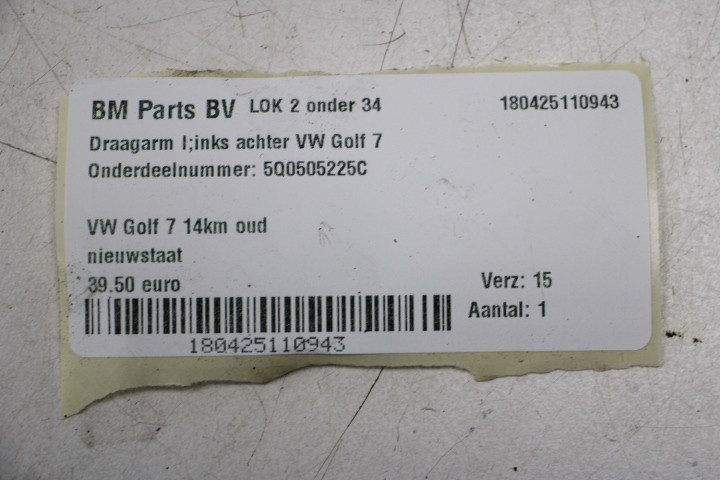 BM Parts BV LOK 2 onder 34 180425110943
Draagarm l;inks achter VW Golf 7
Onderdeelnummer: 5Q0505225C
VW Golf 7 14km oud
nieuwstaat
39.50 euro Verz: 15
Aantal: 1
180425110943